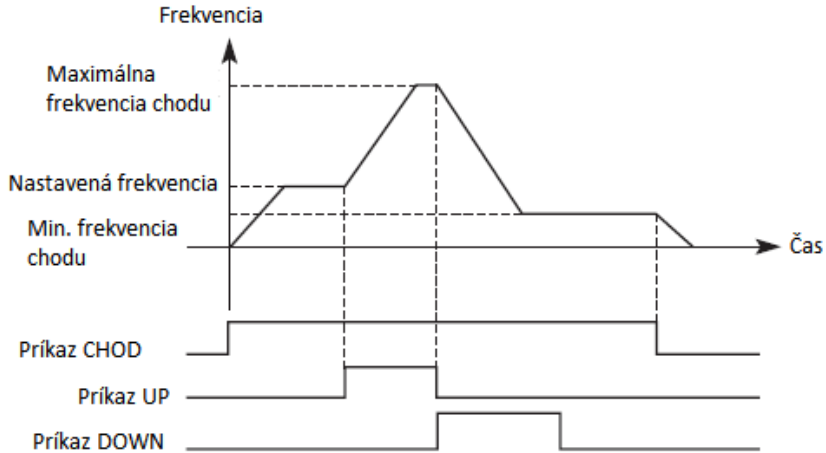 Frekvencia
Maximálna
frekvencia chodu
Nastavená frekvencia
Min. frekvencia
chodu
Čas
Príkaz CHOD
Príkaz UP
Príkaz DOWN